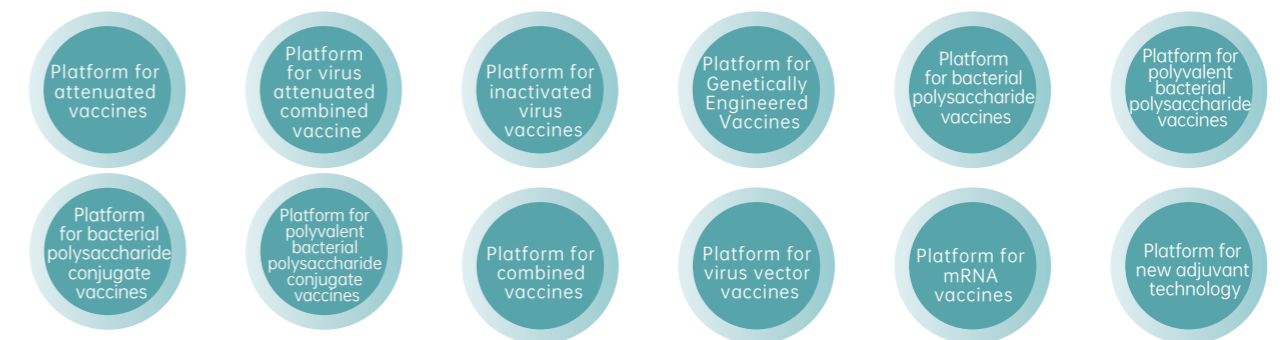 Platform for
attenuated
vaccines
Platform
for virus
attenuated
combined
vaccine
Platform for
inactivated
virus
vaccines
Platform for
Genetically
Engineered
Vaccines
Platform
for bacterial
polysaccharide
vaccines
Platform for
polyvalent
bacterial
polysaccharide
vaccines
Platform
for bacterial
polysaccharide
conjugate
vaccines
Platform for
polyvalent
bacterial
polysaccharide
conjugate
vaccines
Platform for
combined
vaccines
Platform for
virus vector
vaccines
Platform for
mRNA
vaccines
Platform for
new adjuvant
technology